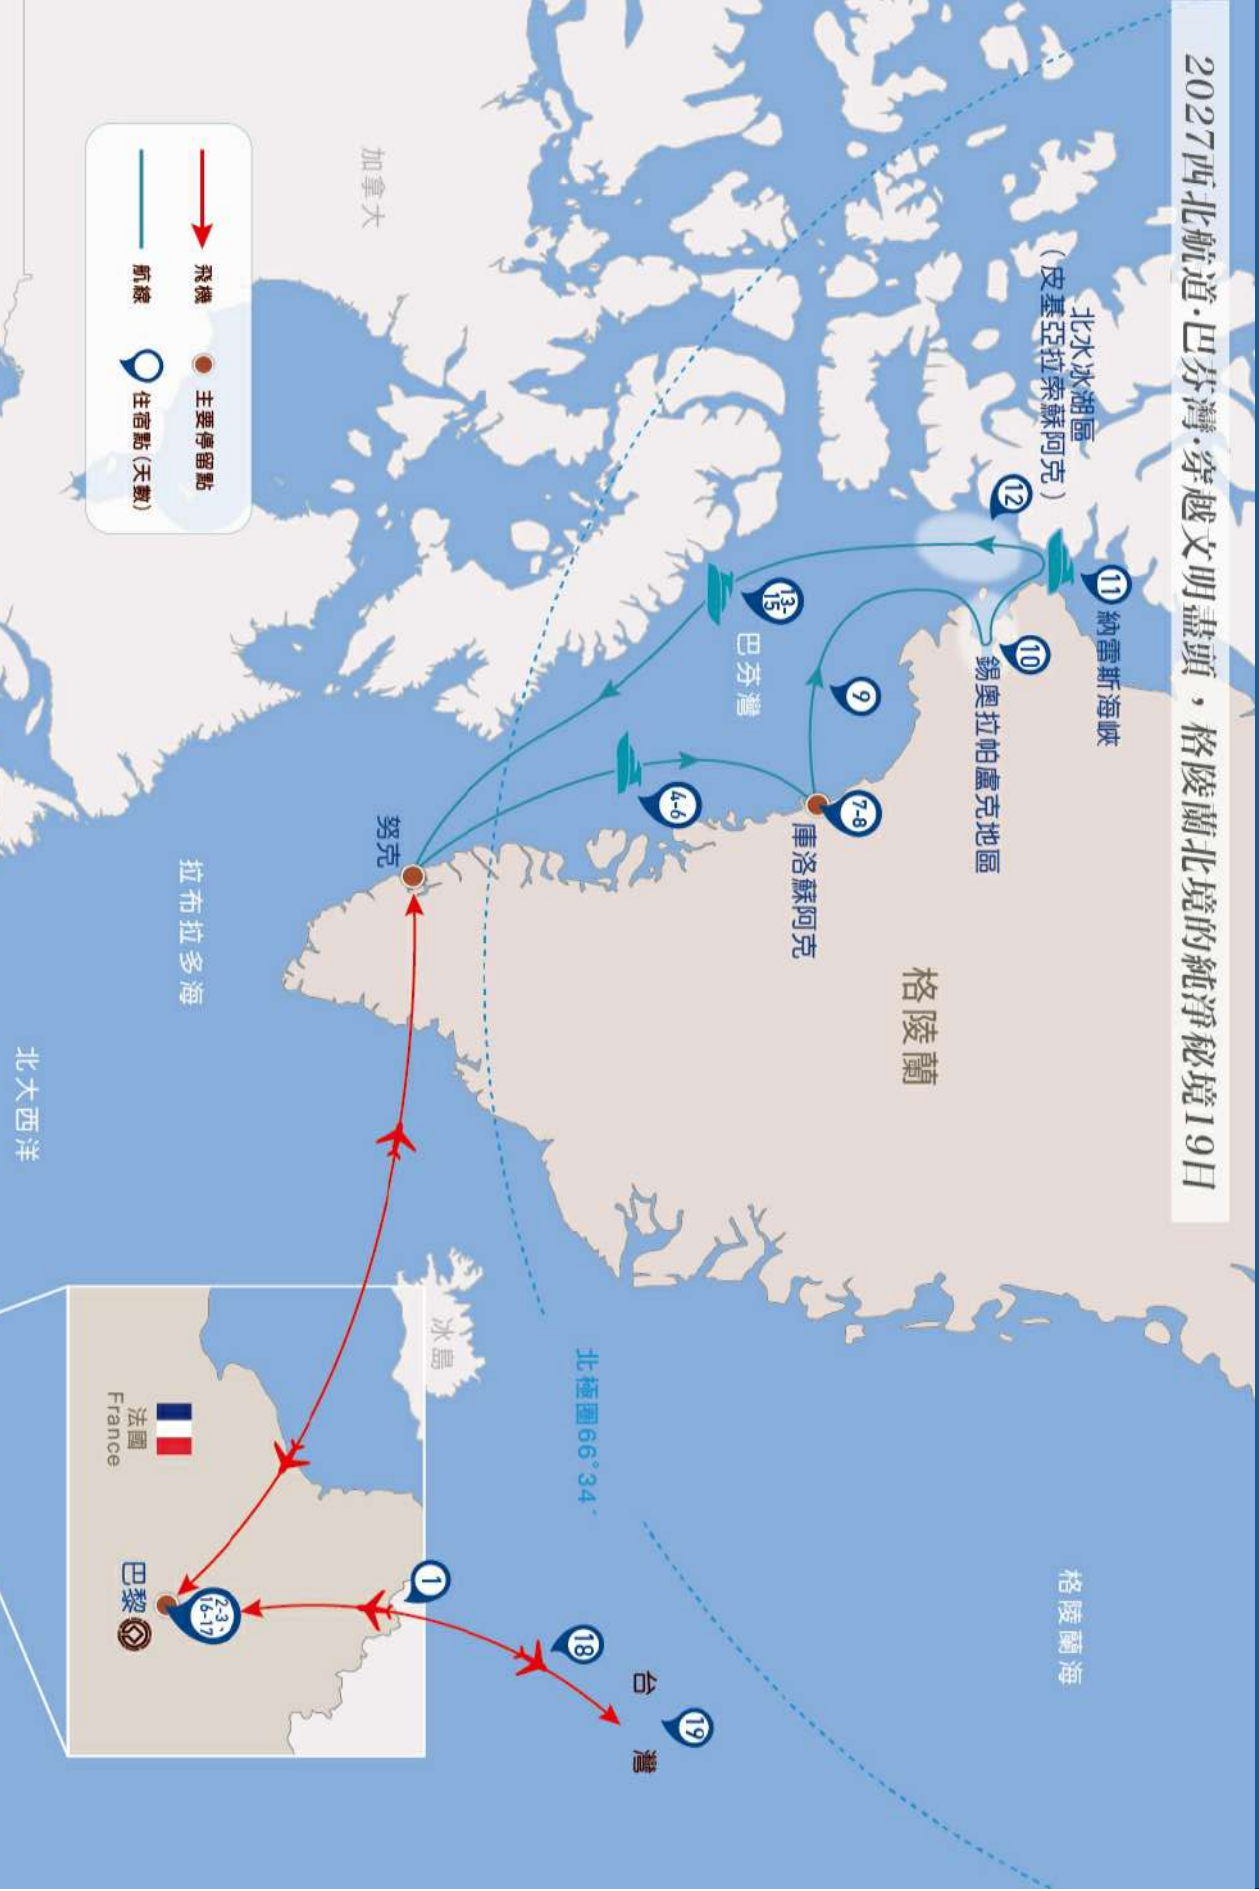 2027西北航道·巴芬灣·穿越文明盡頭，格陵蘭北境的純淨秘境19日
北水冰湖區
（皮基亞拉索蘇阿克）
12
11
納雷斯海峽
10
錫奧拉帕盧克地區
13-
15
巴芬灣
9
4-6
7-8
庫洛蘇阿克
格陵蘭
格陵蘭海
加拿大
努克
拉布拉多海
北大西洋
冰島
北極圈66°34'
台灣
19
18
1
2-3、
16-17
巴黎
法國
France
飛機
主要停留點
航線
住宿點(天數)